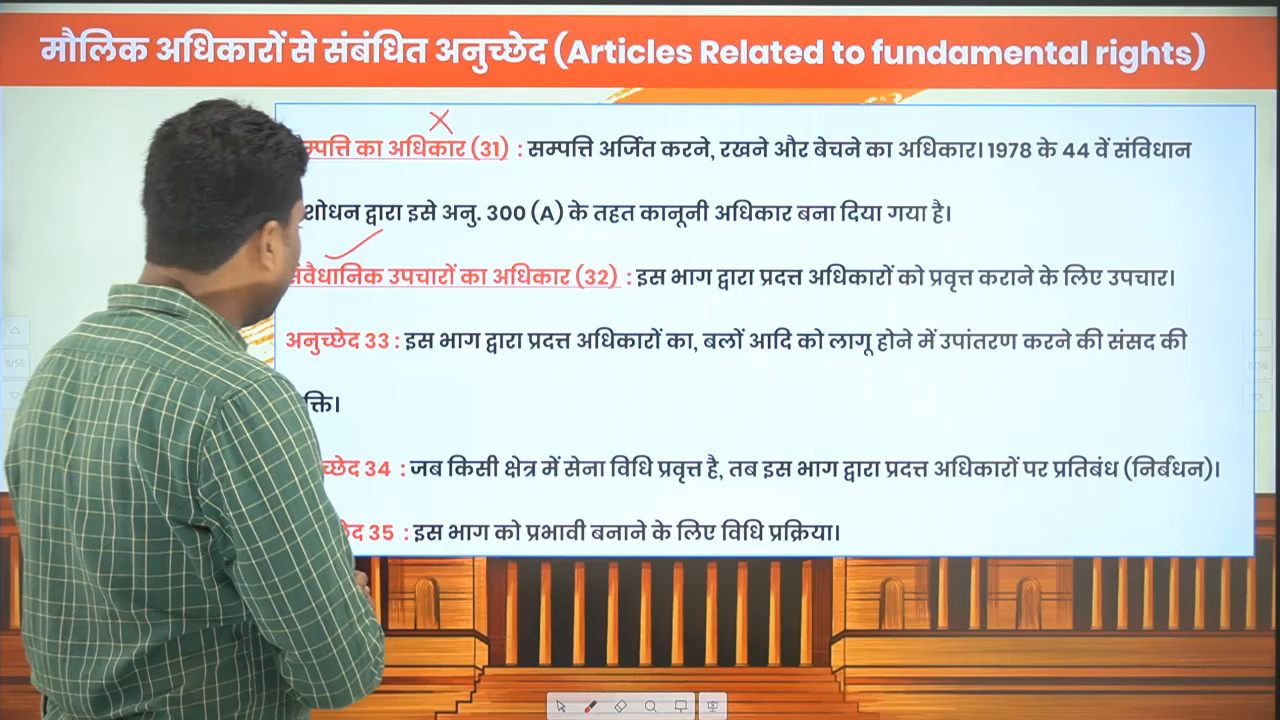 मौलिक अधिकारों से संबंधित अनुच्छेद (Articles Related to fundamental rights)
का अधिकार (31) : सम्पत्ति अर्जित करने, रखने और बेचने का अधिकार। 1978 के 44 वें संविधान
द्वारा इसे अनु. 300 (A) के तहत कानूनी अधिकार बना दिया गया है।
उपचारों का अधिकार (32) : इस भाग द्वारा प्रदत्त अधिकारों को प्रवृत्त कराने के लिए उपचार।
अनुच्छेद 33 : इस भाग द्वारा प्रदत्त अधिकारों का, बलों आदि को लागू होने में उपांतरण करने की संसद की
34 : जब किसी क्षेत्र में सेना विधि प्रवृत्त है, तब इस भाग द्वारा प्रदत्त अधिकारों पर प्रतिबंध (निर्बंधन)।
35 : इस भाग को प्रभावी बनाने के लिए विधि प्रक्रिया।
8/56